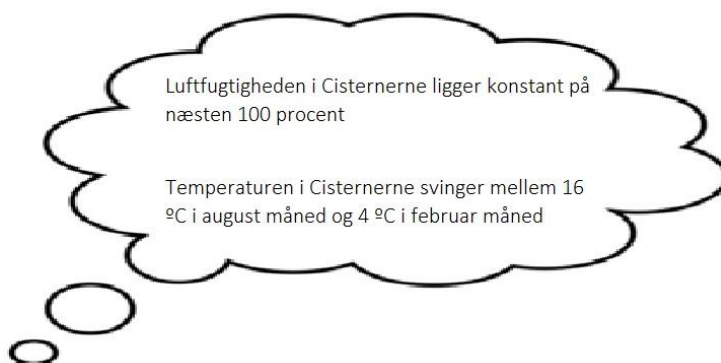 Luftfugtigheden i Cisternerne ligger konstant på
næsten 100 procent
Temperaturen i Cisternerne svinger mellem 16
ºC i august måned og 4 ºC i februar måned